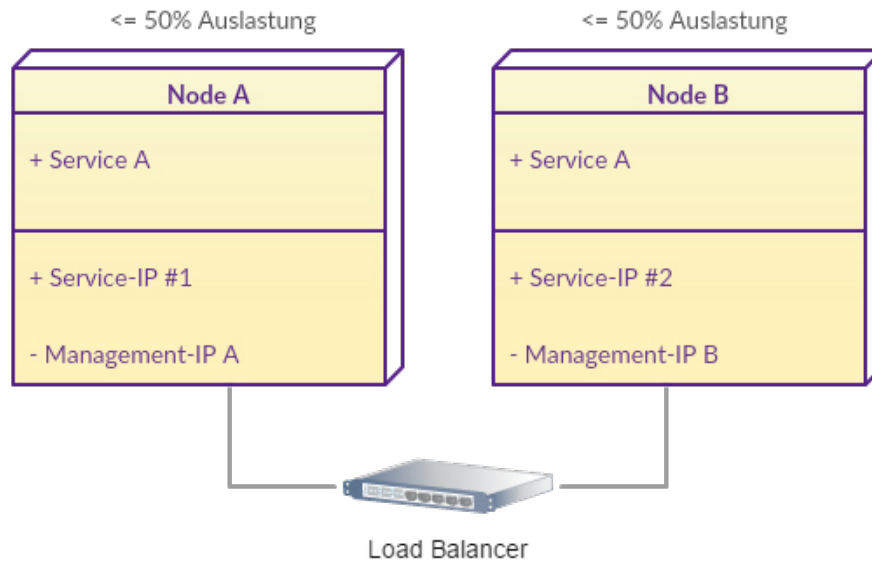 <= 50% Auslastung
<= 50% Auslastung
Node A
+ Service A
+ Service-IP #1
- Management-IP A
Node B
+ Service A
+ Service-IP #2
- Management-IP B
Load Balancer